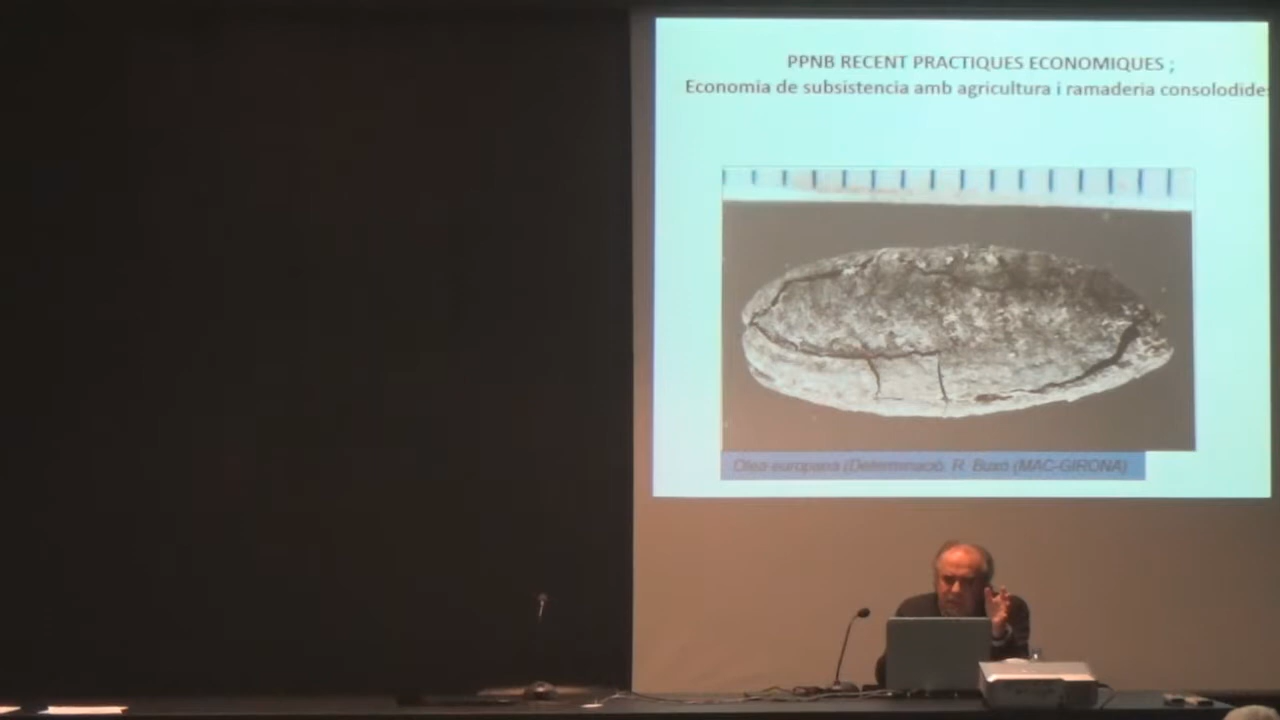 PPNB RECENT PRACTIQUES ECONOMIQUES ;
Economia de subsistencia amb agricultura i ramaderia consolodides
Olea europaea (Determinació: R. Buxó (MAC-GIRONA)